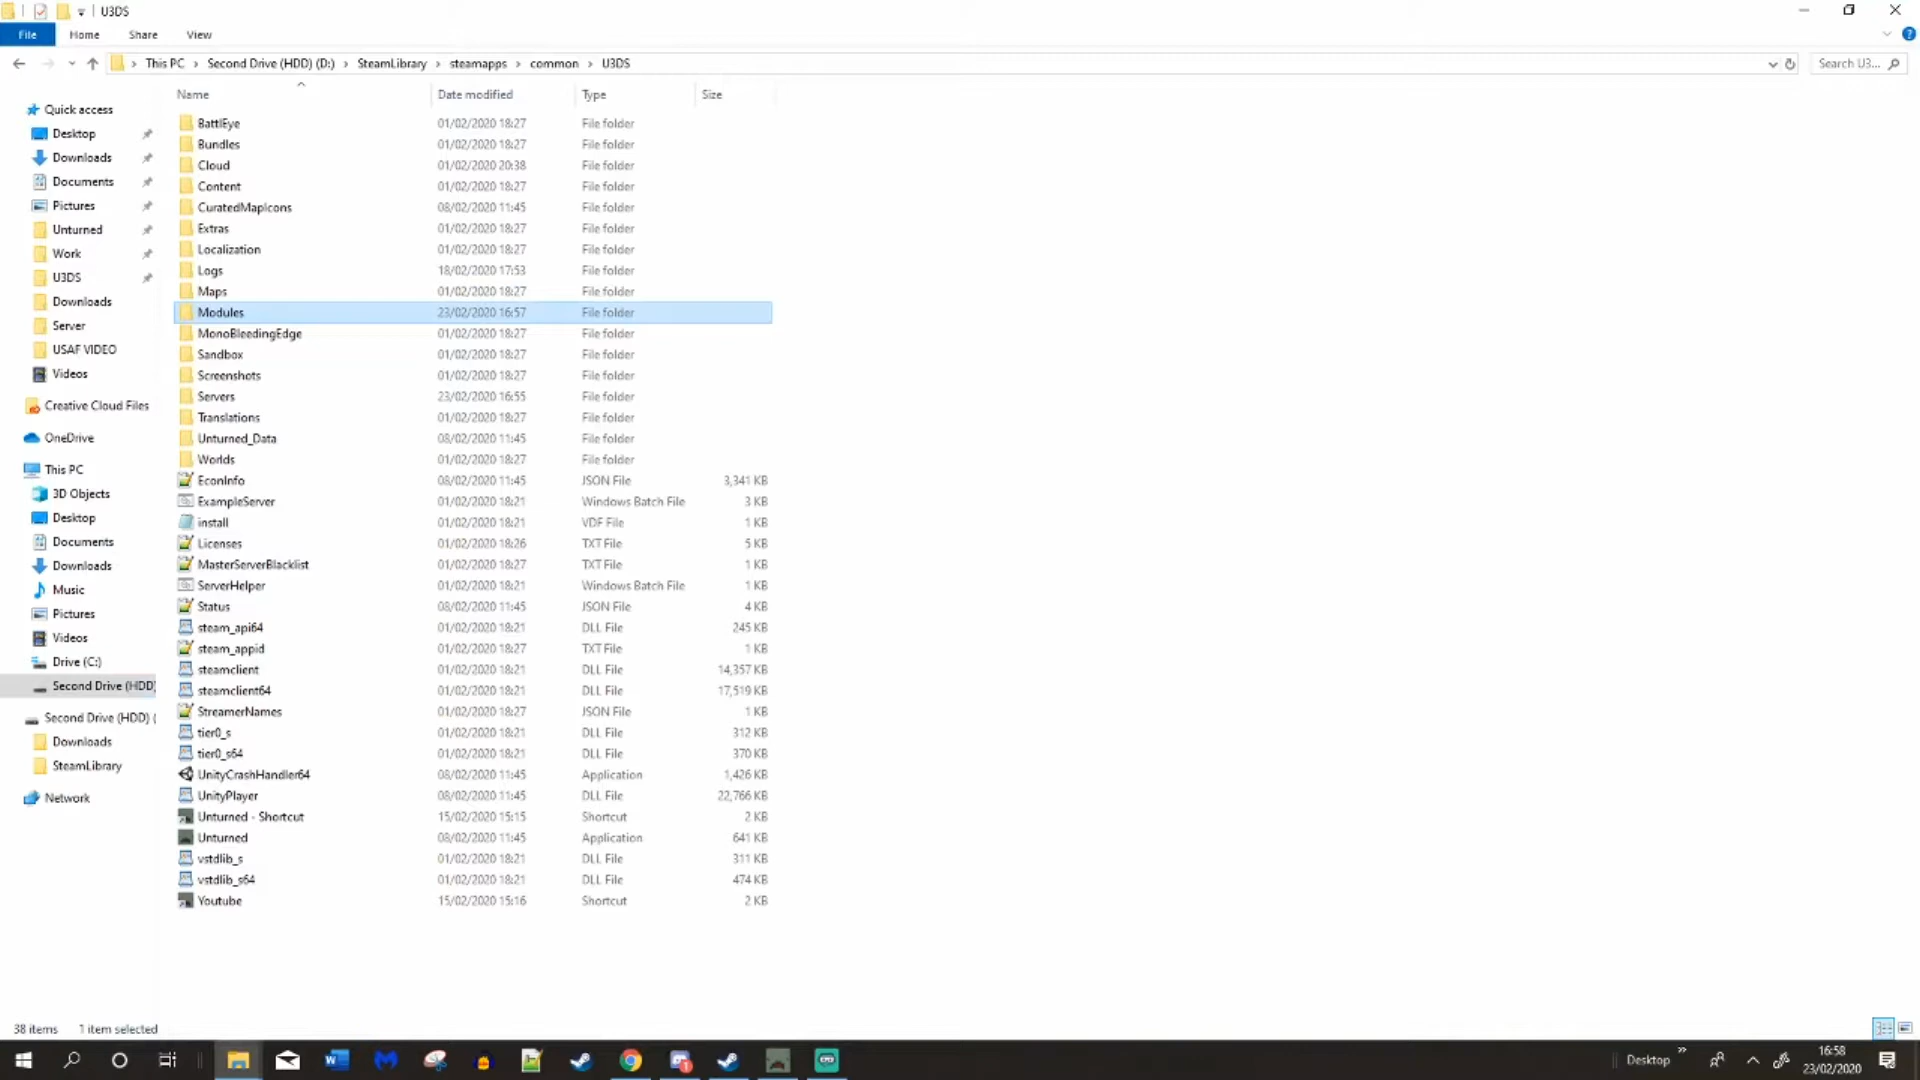 U3DS
File Home Share View
This PC Second Drive (HDD) (D:) SteamLibrary steamapps common U3DS
Search U3...
Name Date modified Type Size
Quick access
Desktop
Downloads
Documents
Pictures
Unturned
Work
U3DS
Downloads
Server
USAF VIDEO
Videos
Creative Cloud Files
OneDrive
This PC
3D Objects
Desktop
Documents
Downloads
Music
Pictures
Videos
Drive (C:)
Second Drive (HDD)
Second Drive (HDD) (
Downloads
SteamLibrary
Network
BattlEye 01/02/2020 18:27 File folder
Bundles 01/02/2020 18:27 File folder
Cloud 01/02/2020 20:38 File folder
Content 01/02/2020 18:27 File folder
CuratedMapIcons 08/02/2020 11:45 File folder
Extras 01/02/2020 18:27 File folder
Localization 01/02/2020 18:27 File folder
Logs 18/02/2020 17:53 File folder
Maps 01/02/2020 18:27 File folder
Modules 23/02/2020 16:57 File folder
MonoBleedingEdge 01/02/2020 18:27 File folder
Sandbox 01/02/2020 18:27 File folder
Screenshots 01/02/2020 18:27 File folder
Servers 23/02/2020 16:55 File folder
Translations 01/02/2020 18:27 File folder
Unturned_Data 08/02/2020 11:45 File folder
Worlds 01/02/2020 18:27 File folder
EconInfo 08/02/2020 11:45 JSON File 3,341 KB
ExampleServer 01/02/2020 18:21 Windows Batch File 3 KB
install 01/02/2020 18:21 VDF File 1 KB
Licenses 01/02/2020 18:26 TXT File 5 KB
MasterServerBlacklist 01/02/2020 18:27 TXT File 1 KB
ServerHelper 01/02/2020 18:21 Windows Batch File 1 KB
Status 08/02/2020 11:45 JSON File 4 KB
steam_api64 01/02/2020 18:21 DLL File 245 KB
steam_appid 01/02/2020 18:27 TXT File 1 KB
steamclient 01/02/2020 18:21 DLL File 14,357 KB
steamclient64 01/02/2020 18:21 DLL File 17,519 KB
StreamerNames 01/02/2020 18:27 JSON File 1 KB
tier0_s 01/02/2020 18:21 DLL File 312 KB
tier0_s64 01/02/2020 18:21 DLL File 370 KB
UnityCrashHandler64 08/02/2020 11:45 Application 1,426 KB
UnityPlayer 08/02/2020 11:45 DLL File 22,766 KB
Unturned - Shortcut 15/02/2020 15:15 Shortcut 2 KB
Unturned 08/02/2020 11:45 Application 641 KB
vstdlib_s 01/02/2020 18:21 DLL File 311 KB
vstdlib_s64 01/02/2020 18:21 DLL File 474 KB
Youtube 15/02/2020 15:16 Shortcut 2 KB
38 items 1 item selected
Desktop
16:58
23/02/2020